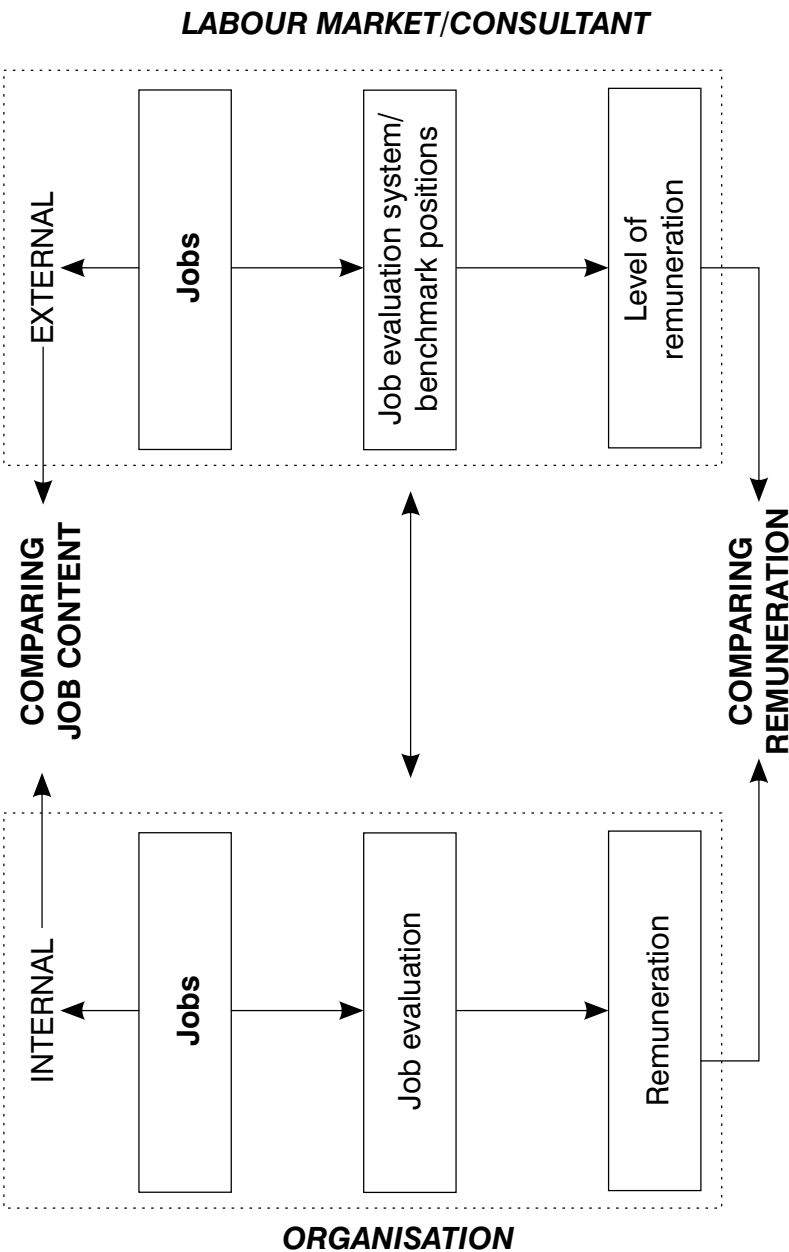 LABOUR MARKET/CONSULTANT
EXTERNAL
Jobs
Job evaluation system/
benchmark positions
Level of
remuneration
COMPARING
JOB CONTENT
COMPARING
REMUNERATION
INTERNAL
Jobs
Job evaluation
Remuneration
ORGANISATION